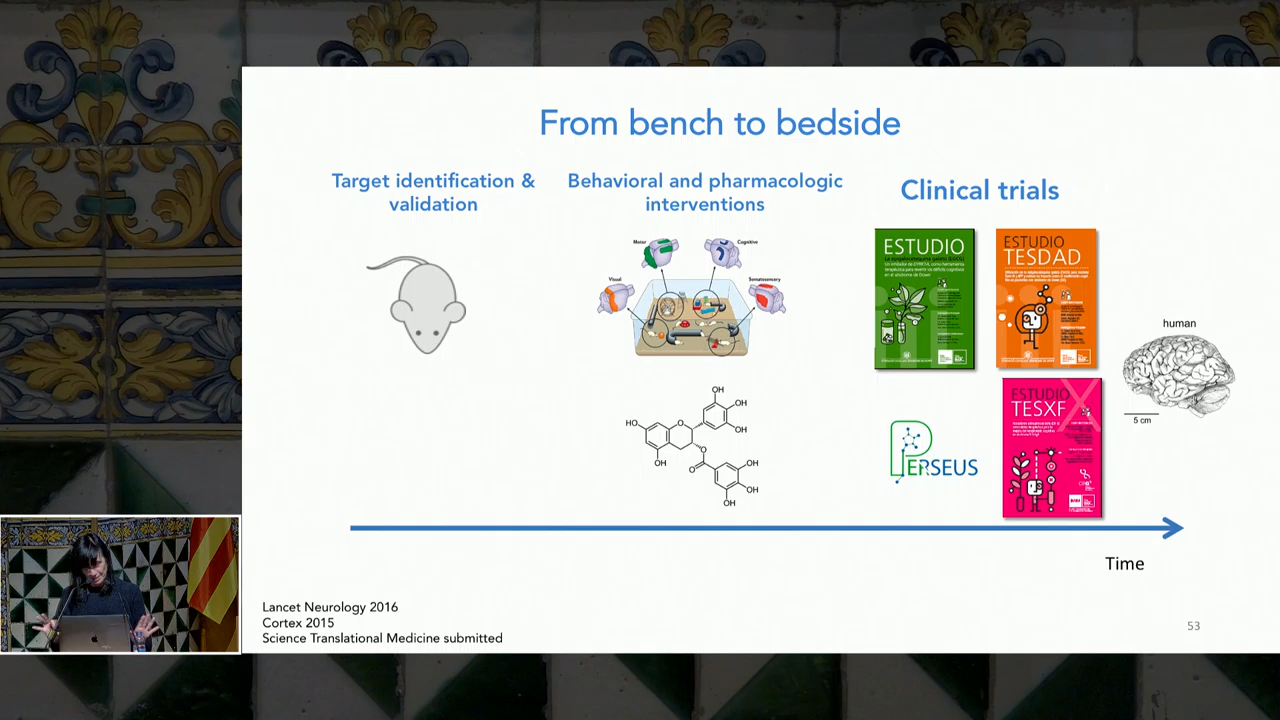 From bench to bedside
Target identification &
validation
Behavioral and pharmacologic
interventions
Clinical trials
Motor
Cognitive
Visual
Somatosensory
ESTUDIO
ESTUDIO
TESDAD
human
5 cm
ESTUDIO
TESXF
PERSEUS
OH
OH
HO
O
OH
OH
O
O
OH
OH
OH
OH
Time
Lancet Neurology 2016
Cortex 2015
Science Translational Medicine submitted
53